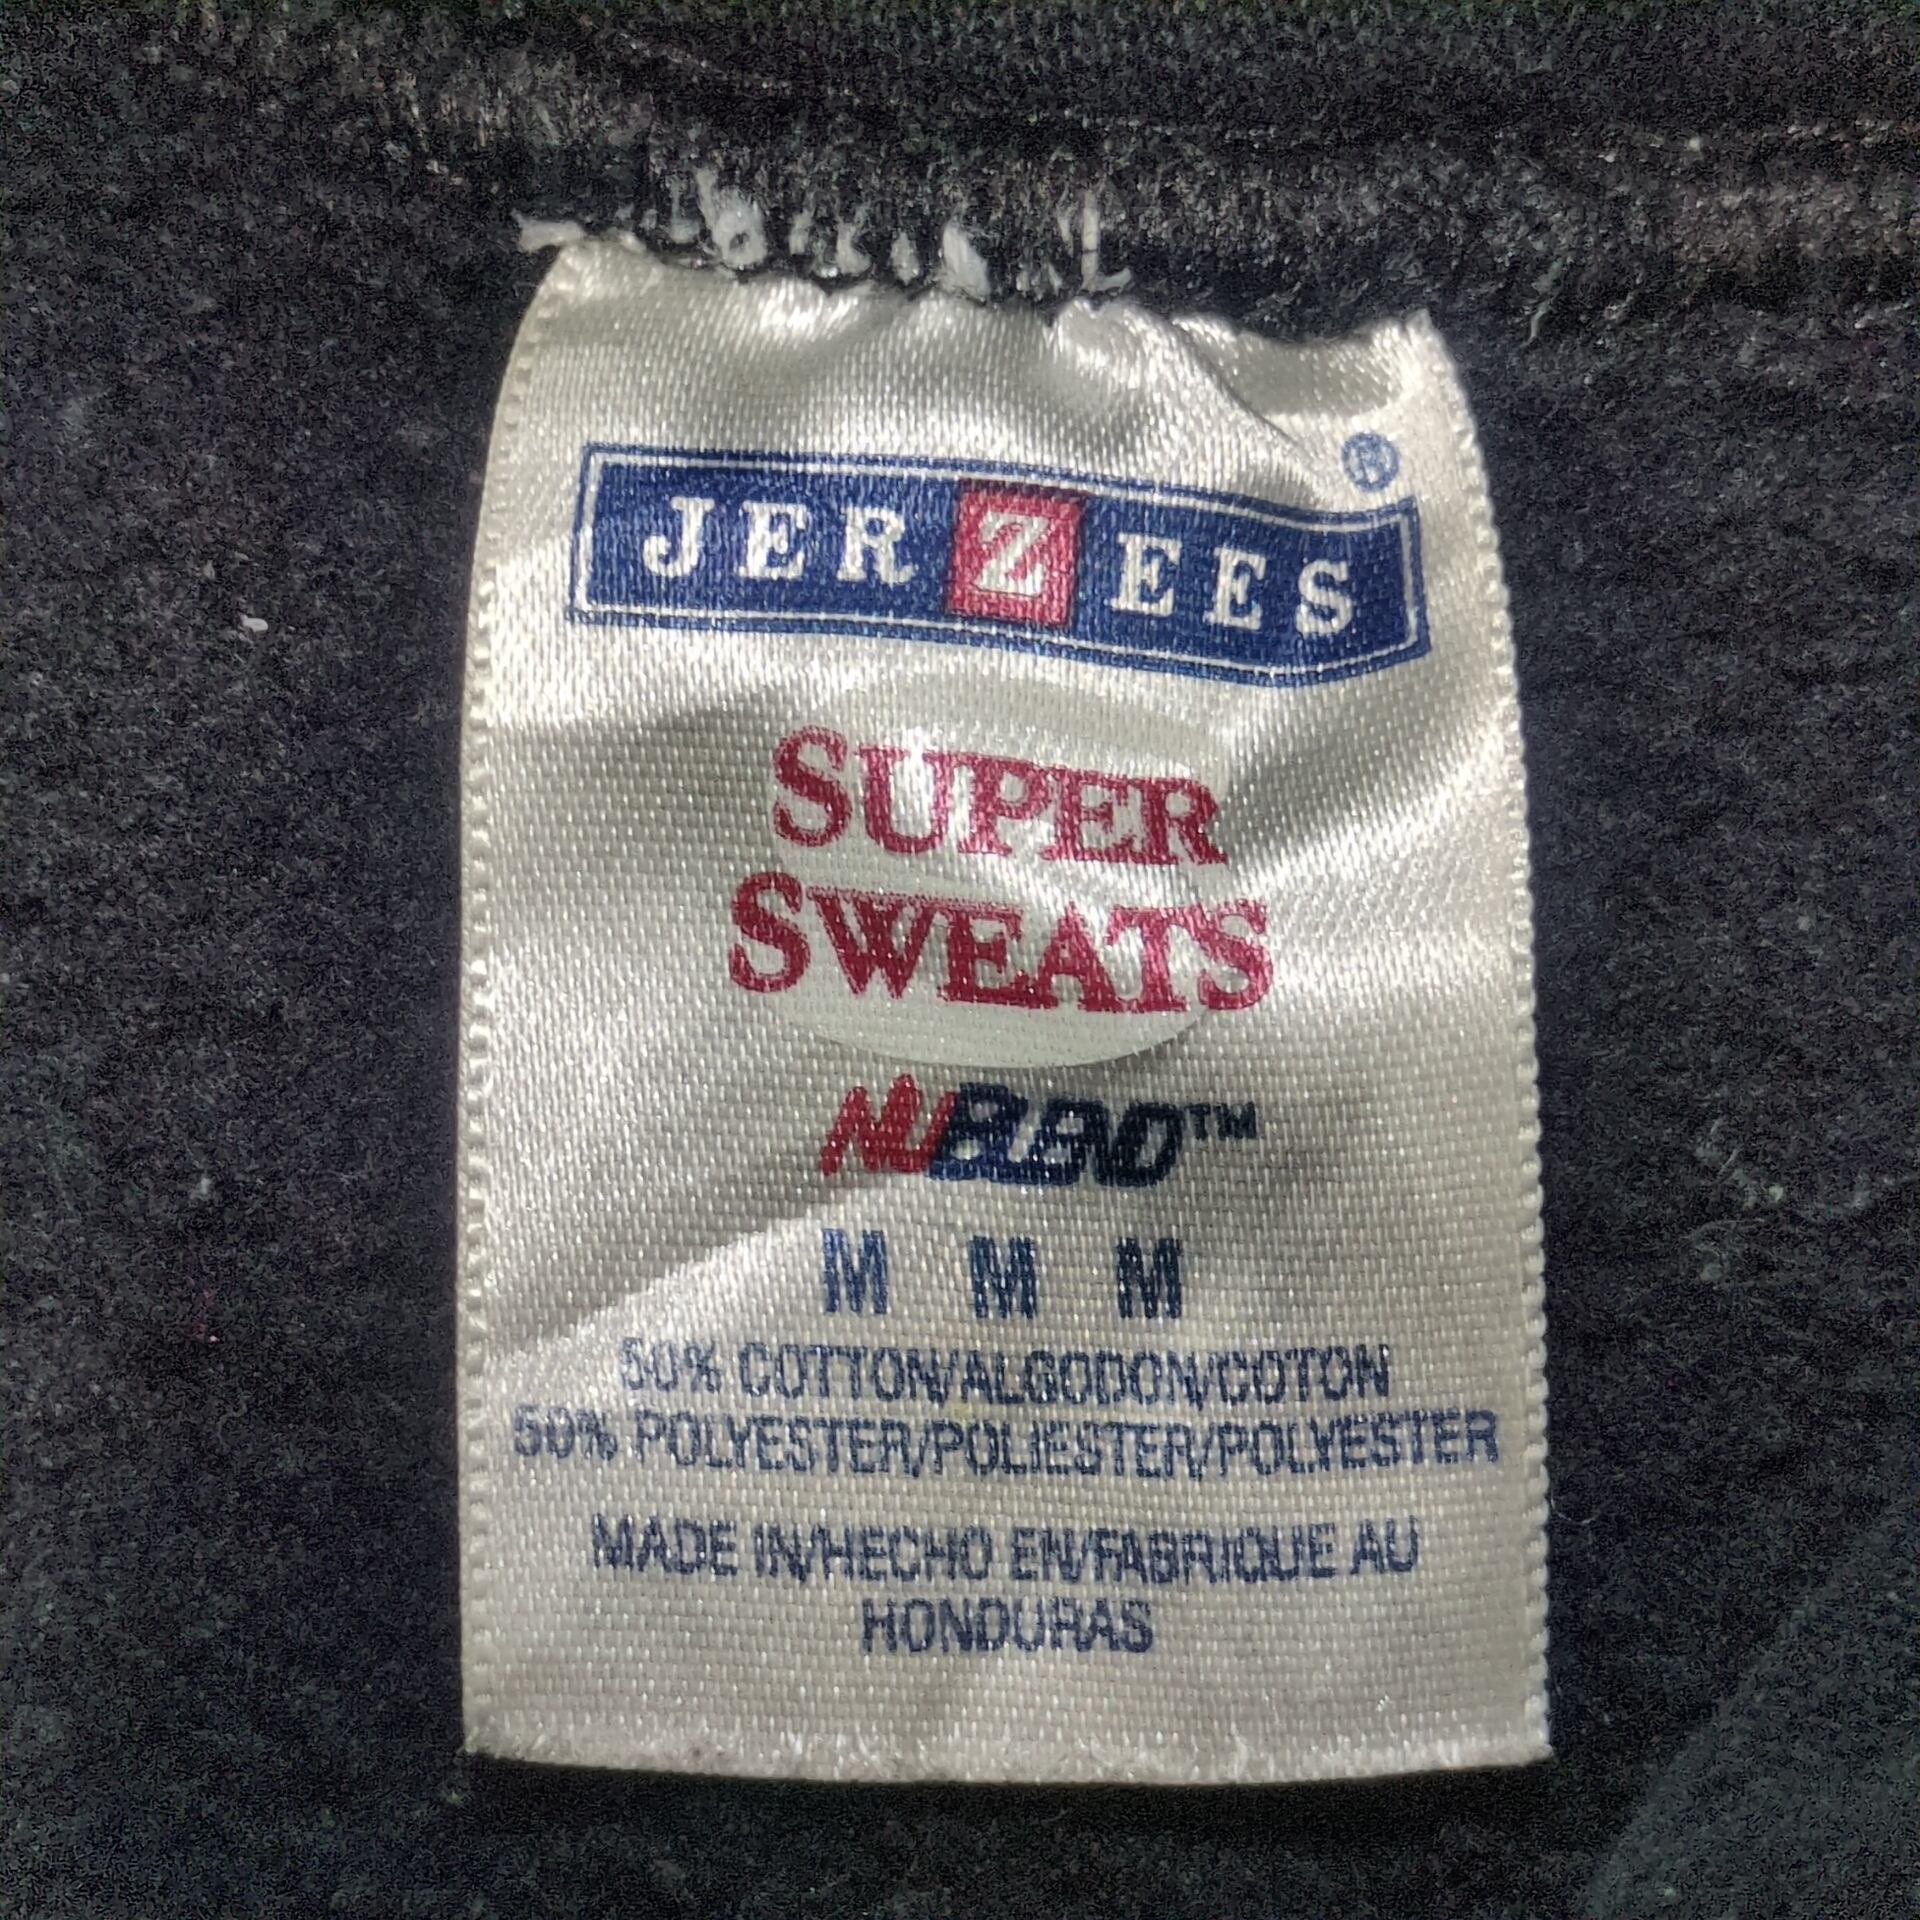 JERZEES®
SUPER
SWEATS
NUBLEND™
M M M
50% COTTON/ALGODON/COTON
50% POLYESTER/POLIESTER/POLYESTER
MADE IN/HECHO EN/FABRIQUE AU
HONDURAS